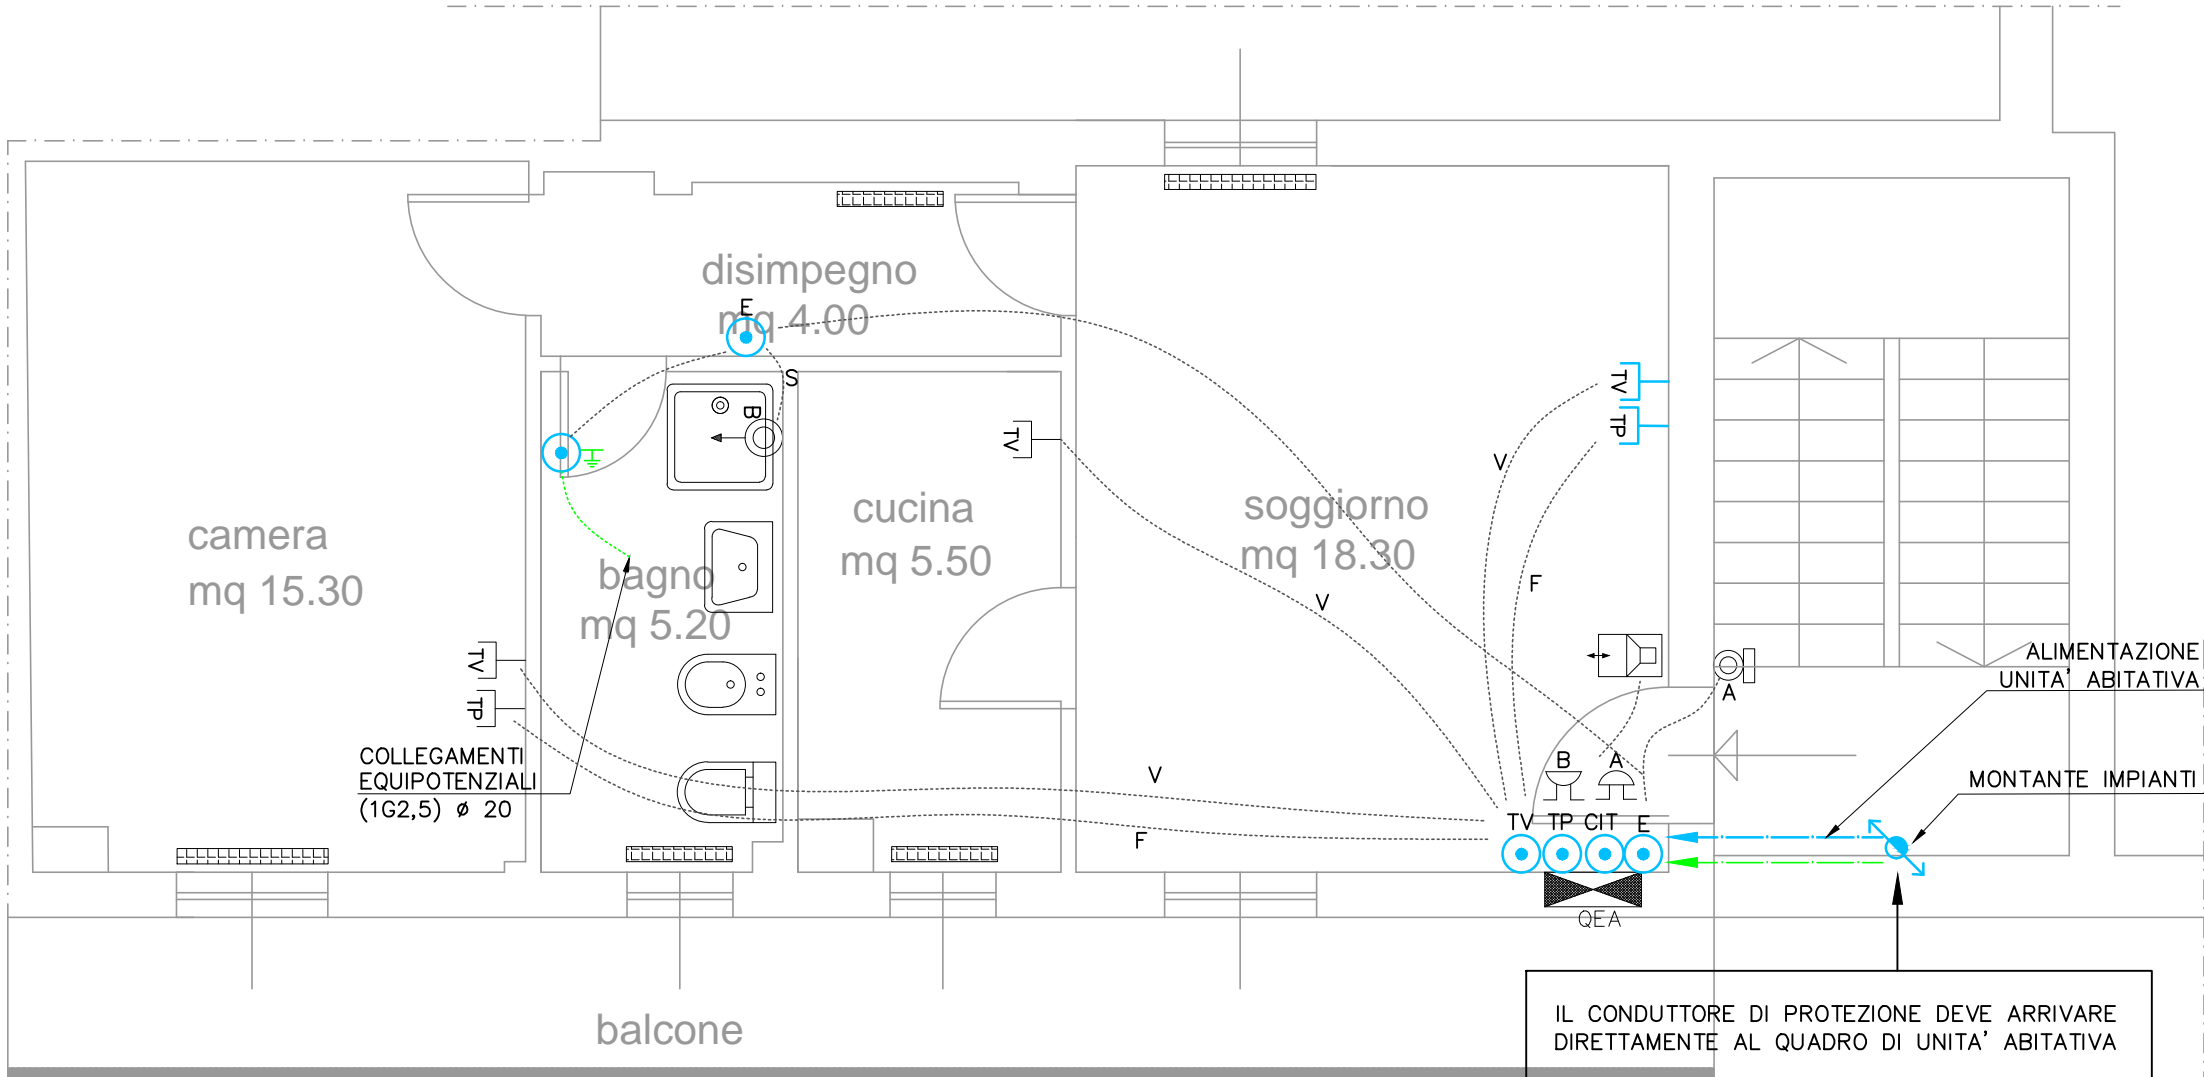 disimpegno
mq 4.00
E
S
B
TV
TP
TV
V
camera
mq 15.30
cucina
mq 5.50
soggiorno
mq 18.30
bagno
mq 5.20
F
V
TV
TP
ALIMENTAZIONE
UNITA' ABITATIVA
A
COLLEGAMENTI
EQUIPOTENZIALI
(1G2,5) ø 20
V
F
B
A
MONTANTE IMPIANTI
TV TP CIT E
QEA
IL CONDUTTORE DI PROTEZIONE DEVE ARRIVARE
DIRETTAMENTE AL QUADRO DI UNITA' ABITATIVA
balcone